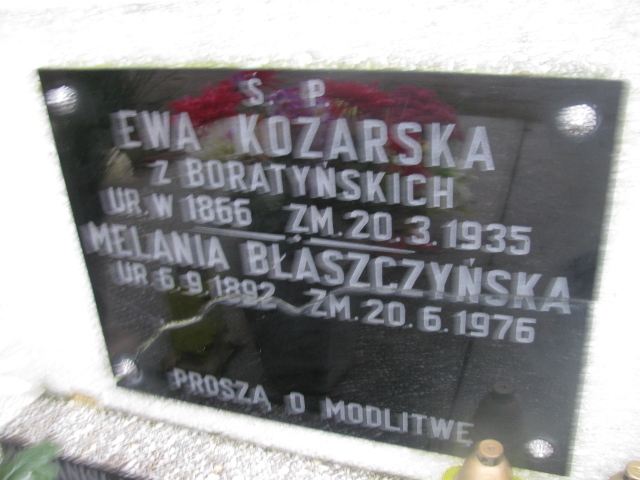 Ś. P.
EWA KOZARSKA
Z BORATYŃSKICH
UR. W 1866 ZM. 20.3.1935
MELANIA BŁASZCZYŃSKA
UR. 6.9.1892 ZM. 20.6.1976
PROSZĄ O MODLITWĘ